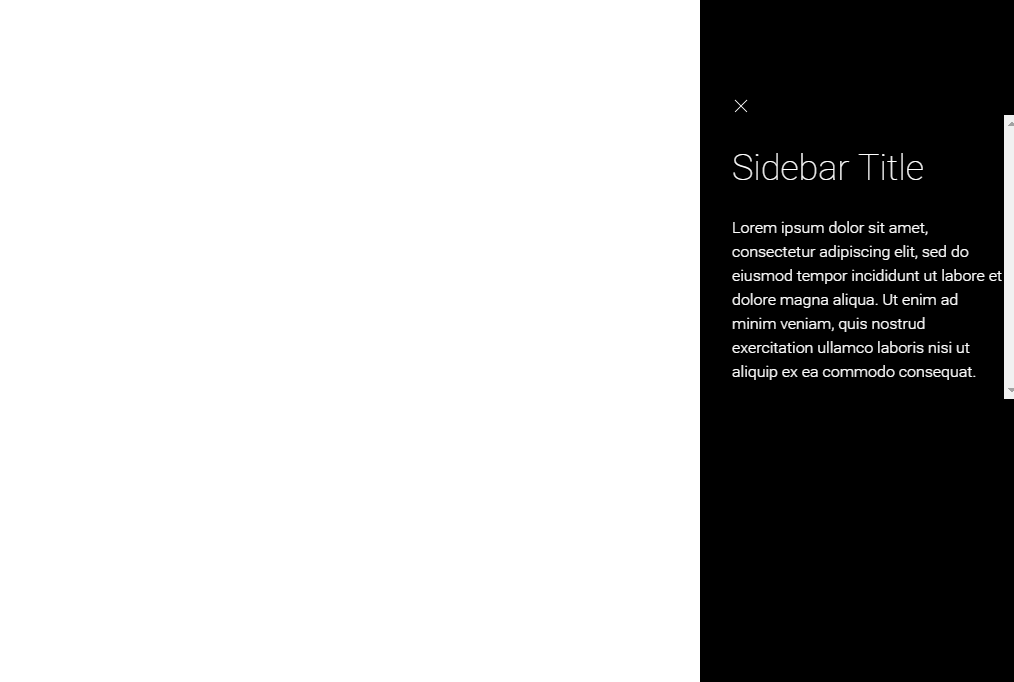 Sidebar Title
Lorem ipsum dolor sit amet,
consectetur adipiscing elit, sed do
eiusmod tempor incididunt ut labore et
dolore magna aliqua. Ut enim ad
minim veniam, quis nostrud
exercitation ullamco laboris nisi ut
aliquip ex ea commodo consequat.